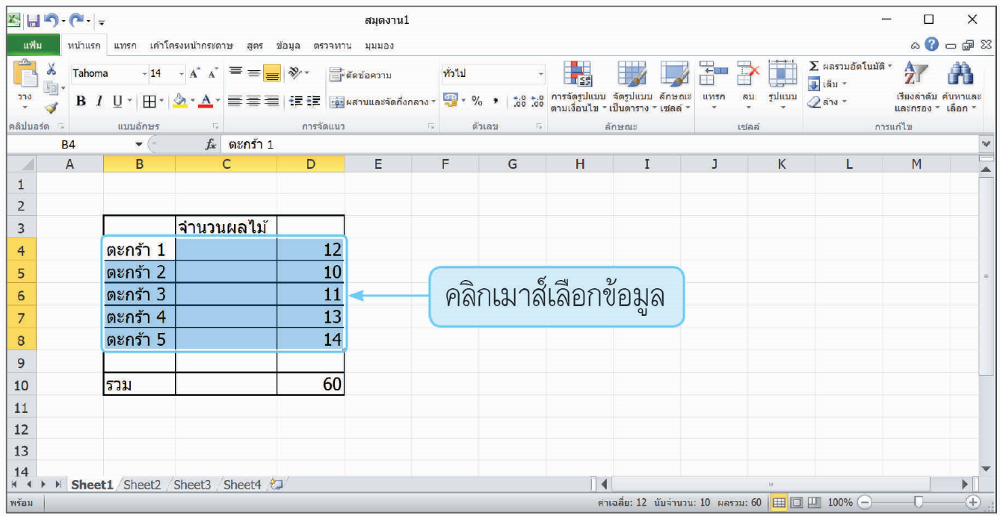 สมุดงาน1
แฟ้ม หน้าแรก แทรก เค้าโครงหน้ากระดาษ สูตร ข้อมูล ตรวจทาน มุมมอง
Tahoma 14 ตัดข้อความ ทั่วไป Σ ผลรวมอัตโนมัติ
วาง B I U A ผสานและจัดกึ่งกลาง % , การจัดรูปแบบ จัดรูปแบบ ลักษณะ แทรก ลบ รูปแบบ เติม เรียงลำดับ ค้นหาและ
ตามเงื่อนไข เป็นตาราง เซลล์ ล้าง และกรอง เลือก
คลิปบอร์ด แบบอักษร การจัดแนว ตัวเลข ลักษณะ เซลล์ การแก้ไข
B4 fx ตะกร้า 1
A B C D E F G H I J K L M
1
2
3 จำนวนผลไม้
4 ตะกร้า 1 12
5 ตะกร้า 2 10
6 ตะกร้า 3 11 คลิกเมาส์เลือกข้อมูล
7 ตะกร้า 4 13
8 ตะกร้า 5 14
9
10 รวม 60
11
12
13
14
Sheet1 Sheet2 Sheet3 Sheet4
พร้อม ค่าเฉลี่ย: 12 นับจำนวน: 10 ผลรวม: 60 100%